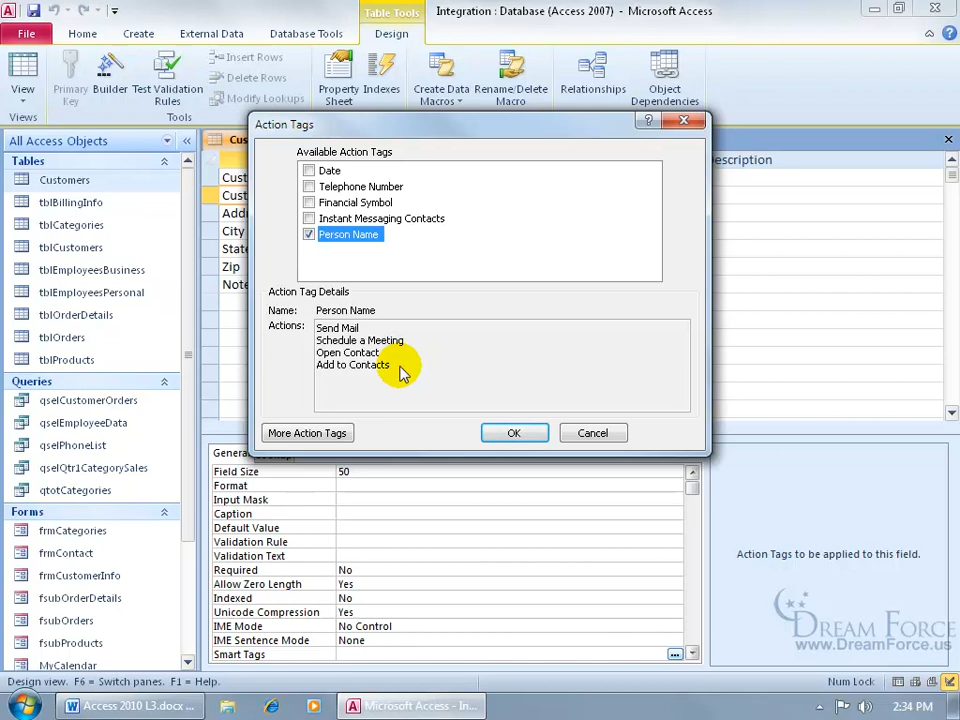 Table Tools
Integration : Database (Access 2007) - Microsoft Access
File Home Create External Data Database Tools Design
View
Views
Primary Key
Builder
Test Validation Rules
Insert Rows
Delete Rows
Modify Lookups
Tools
Property Sheet
Indexes
Create Data Macros
Rename/Delete Macro
Relationships
Object Dependencies
All Access Objects
Tables
Customers
tblBillingInfo
tblCategories
tblCustomers
tblEmployeesBusiness
tblEmployeesPersonal
tblOrderDetails
tblOrders
tblProducts
Queries
qselCustomerOrders
qselEmployeeData
qselPhoneList
qselQtr1CategorySales
qtotCategories
Forms
frmCategories
frmContact
frmCustomerInfo
fsubOrderDetails
fsubOrders
fsubProducts
MyCalendar
Cus
Description
Cust
Cust
Addr
City
State
Zip
Note
Action Tags
Available Action Tags
Date
Telephone Number
Financial Symbol
Instant Messaging Contacts
Person Name
Action Tag Details
Name: Person Name
Actions: Send Mail
Schedule a Meeting
Open Contact
Add to Contacts
More Action Tags OK Cancel
General
Field Size 50
Format
Input Mask
Caption
Default Value
Validation Rule
Validation Text
Required No
Allow Zero Length Yes
Indexed No
Unicode Compression Yes
IME Mode No Control
IME Sentence Mode None
Smart Tags
Action Tags to be applied to this field.
DREAM FORCE
www.DreamForce.us
Design view. F6 = Switch panes. F1 = Help.
Num Lock
Access 2010 L3.docx ...
Microsoft Access - In...
2:34 PM